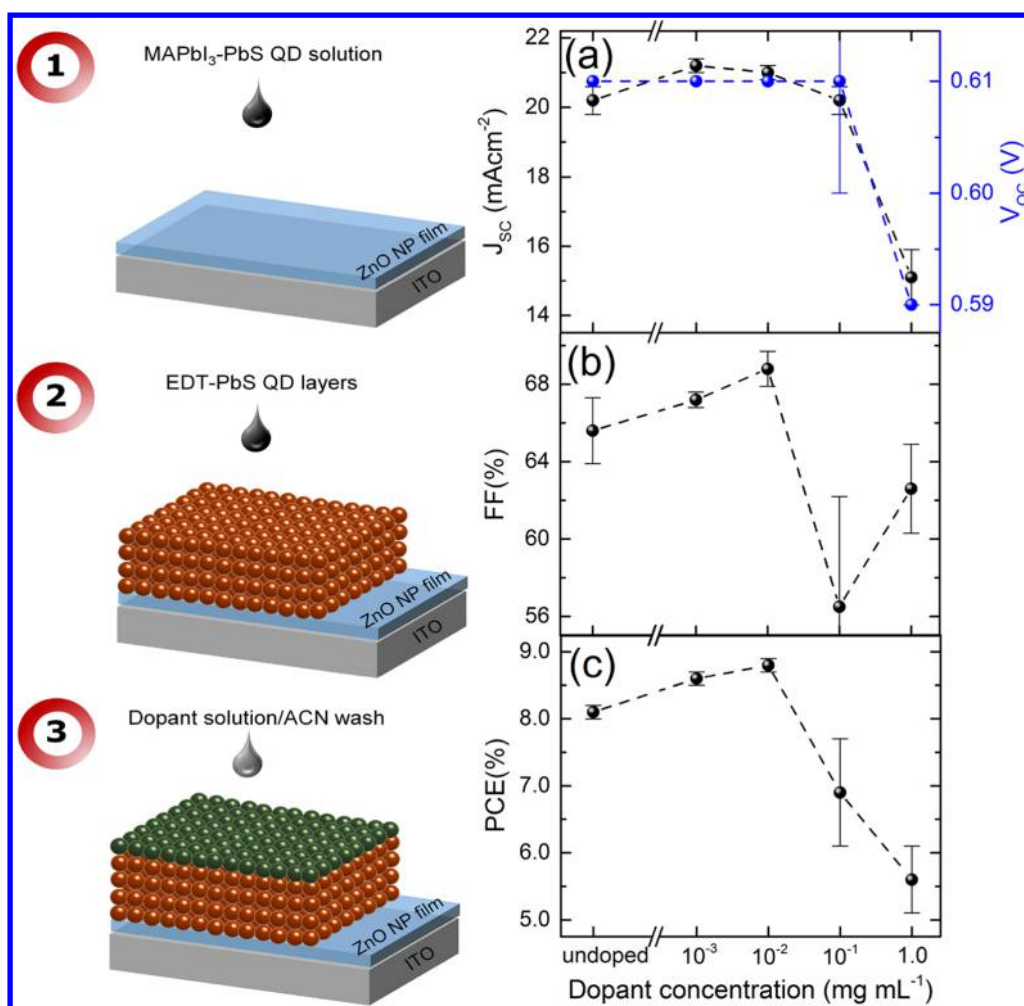 1
MAPbI₃-PbS QD solution
ZnO NP film
ITO
2
EDT-PbS QD layers
ZnO NP film
ITO
3
Dopant solution/ACN wash
ZnO NP film
ITO
(a)
J_SC (mAcm⁻²)
22
20
18
16
14
V_OC (V)
0.61
0.60
0.59
(b)
FF(%)
68
64
60
56
(c)
PCE(%)
9.0
8.0
7.0
6.0
5.0
undoped 10⁻³ 10⁻² 10⁻¹ 1.0
Dopant concentration (mg mL⁻¹)